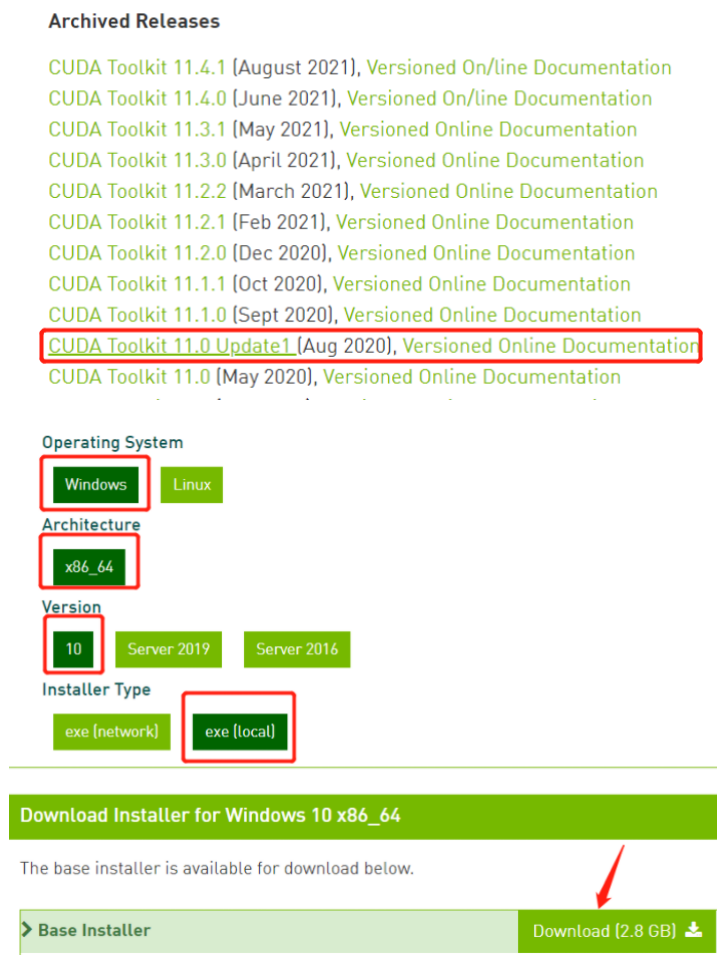 Archived Releases
CUDA Toolkit 11.4.1 (August 2021), Versioned On/line Documentation
CUDA Toolkit 11.4.0 (June 2021), Versioned On/line Documentation
CUDA Toolkit 11.3.1 (May 2021), Versioned Online Documentation
CUDA Toolkit 11.3.0 (April 2021), Versioned Online Documentation
CUDA Toolkit 11.2.2 (March 2021), Versioned Online Documentation
CUDA Toolkit 11.2.1 (Feb 2021), Versioned Online Documentation
CUDA Toolkit 11.2.0 (Dec 2020), Versioned Online Documentation
CUDA Toolkit 11.1.1 (Oct 2020), Versioned Online Documentation
CUDA Toolkit 11.1.0 (Sept 2020), Versioned Online Documentation
CUDA Toolkit 11.0 Update1 (Aug 2020), Versioned Online Documentation
CUDA Toolkit 11.0 (May 2020), Versioned Online Documentation
Operating System
Windows Linux
Architecture
x86_64
Version
10 Server 2019 Server 2016
Installer Type
exe (network) exe (local)
Download Installer for Windows 10 x86_64
The base installer is available for download below.
Base Installer Download (2.8 GB)